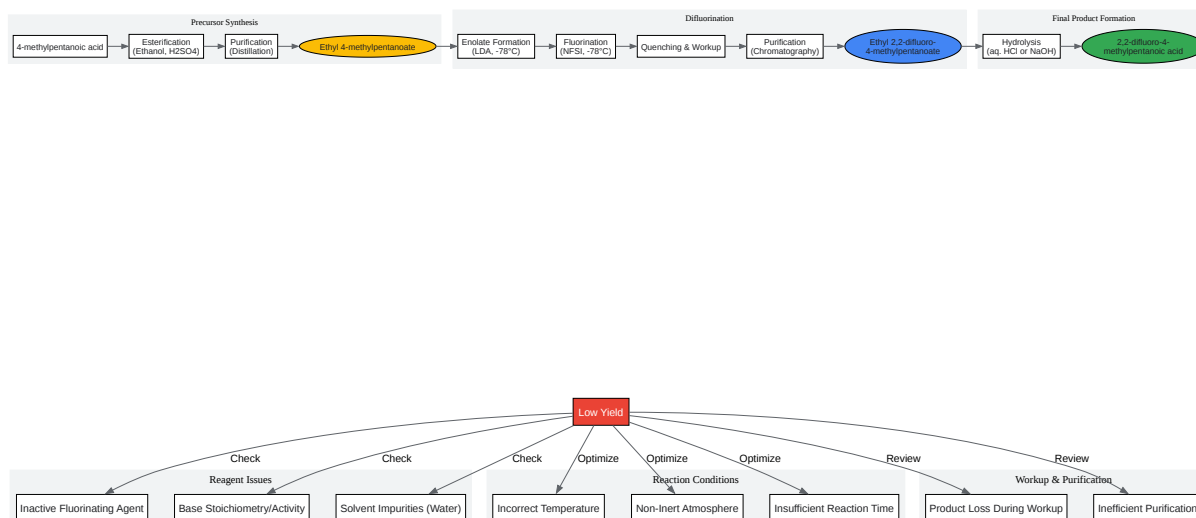 Precursor Synthesis
Difluorination
Final Product Formation
4-methylpentanoic acid
Esterification
(Ethanol, H2SO4)
Purification
(Distillation)
Ethyl 4-methylpentanoate
Enolate Formation
(LDA, -78°C)
Fluorination
(NFSI, -78°C)
Quenching & Workup
Purification
(Chromatography)
Ethyl 2,2-difluoro-
4-methylpentanoate
Hydrolysis
(aq. HCl or NaOH)
2,2-difluoro-4-
methylpentanoic acid
Low Yield
Check
Check
Check
Optimize
Optimize
Optimize
Review
Review
Reagent Issues
Reaction Conditions
Workup & Purification
Inactive Fluorinating Agent
Base Stoichiometry/Activity
Solvent Impurities (Water)
Incorrect Temperature
Non-Inert Atmosphere
Insufficient Reaction Time
Product Loss During Workup
Inefficient Purification